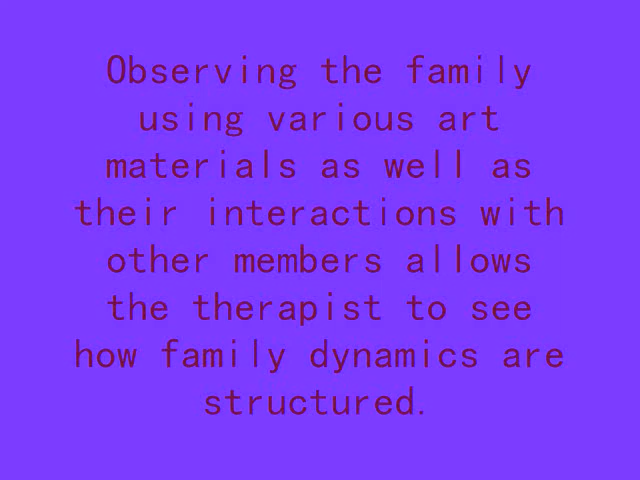 Observing the family
using various art
materials as well as
their interactions with
other members allows
the therapist to see
how family dynamics are
structured.